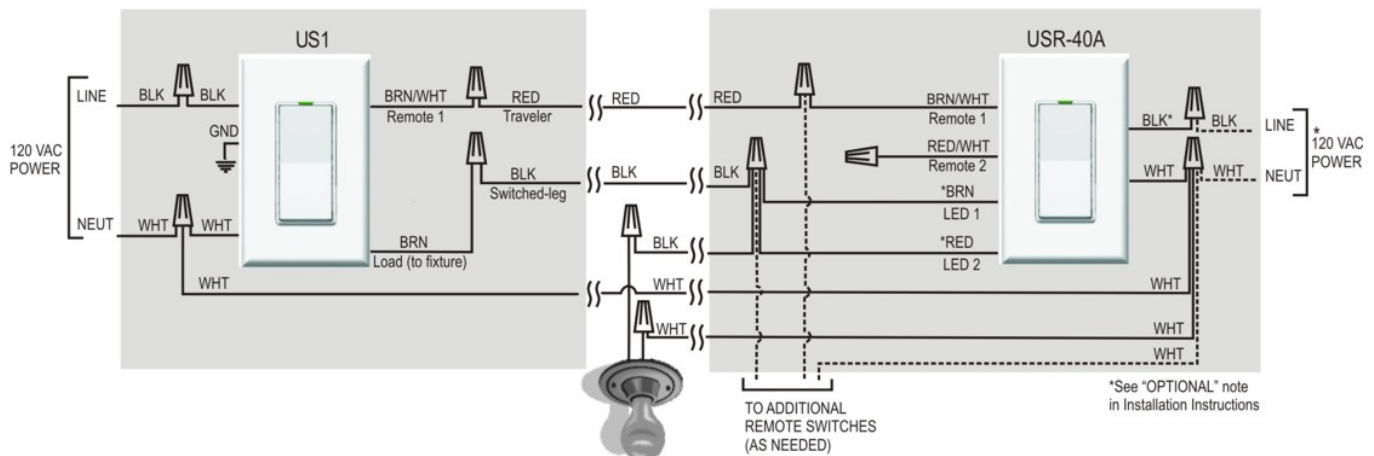 US1
USR-40A
LINE
BLK
BLK
BRN/WHT
Remote 1
RED
Traveler
RED
RED
BRN/WHT
Remote 1
BLK*
BLK
LINE
GND
120 VAC
POWER
RED/WHT
Remote 2
*
120 VAC
POWER
BLK
Switched-leg
BLK
BLK
WHT
WHT
NEUT
*BRN
LED 1
NEUT
WHT
WHT
BRN
Load (to fixture)
BLK
*RED
LED 2
WHT
WHT
WHT
WHT
WHT
WHT
TO ADDITIONAL
REMOTE SWITCHES
(AS NEEDED)
*See "OPTIONAL" note
in Installation Instructions